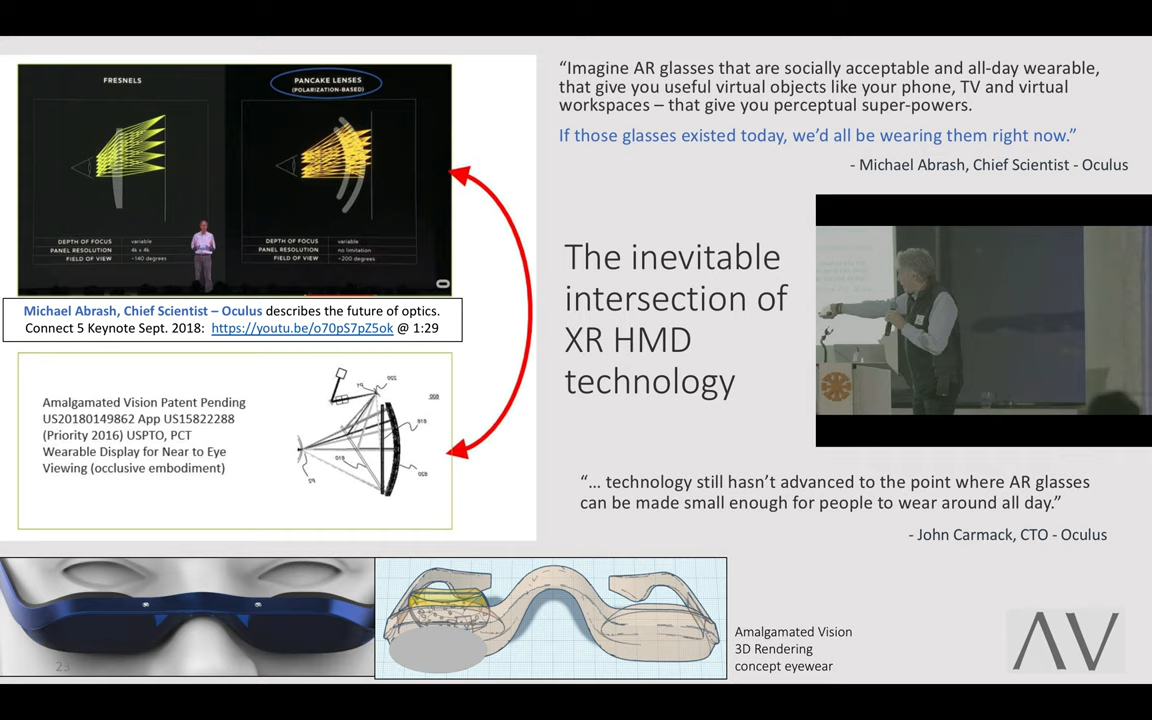 FRESNELS
PANCAKE LENSES
(POLARIZATION-BASED)
DEPTH OF FOCUS variable
PANEL RESOLUTION 4k x 4k
FIELD OF VIEW ~140 degrees
DEPTH OF FOCUS variable
PANEL RESOLUTION no limitation
FIELD OF VIEW ~200 degrees
Michael Abrash, Chief Scientist – Oculus describes the future of optics.
Connect 5 Keynote Sept. 2018: https://youtu.be/o70pS7pZ5ok @ 1:29
Amalgamated Vision Patent Pending
US20180149862 App US15822288
(Priority 2016) USPTO, PCT
Wearable Display for Near to Eye
Viewing (occlusive embodiment)
“Imagine AR glasses that are socially acceptable and all-day wearable,
that give you useful virtual objects like your phone, TV and virtual
workspaces – that give you perceptual super-powers.
If those glasses existed today, we’d all be wearing them right now.”
- Michael Abrash, Chief Scientist - Oculus
The inevitable
intersection of
XR HMD
technology
“… technology still hasn’t advanced to the point where AR glasses
can be made small enough for people to wear around all day.”
- John Carmack, CTO - Oculus
23
Amalgamated Vision
3D Rendering
concept eyewear
AV